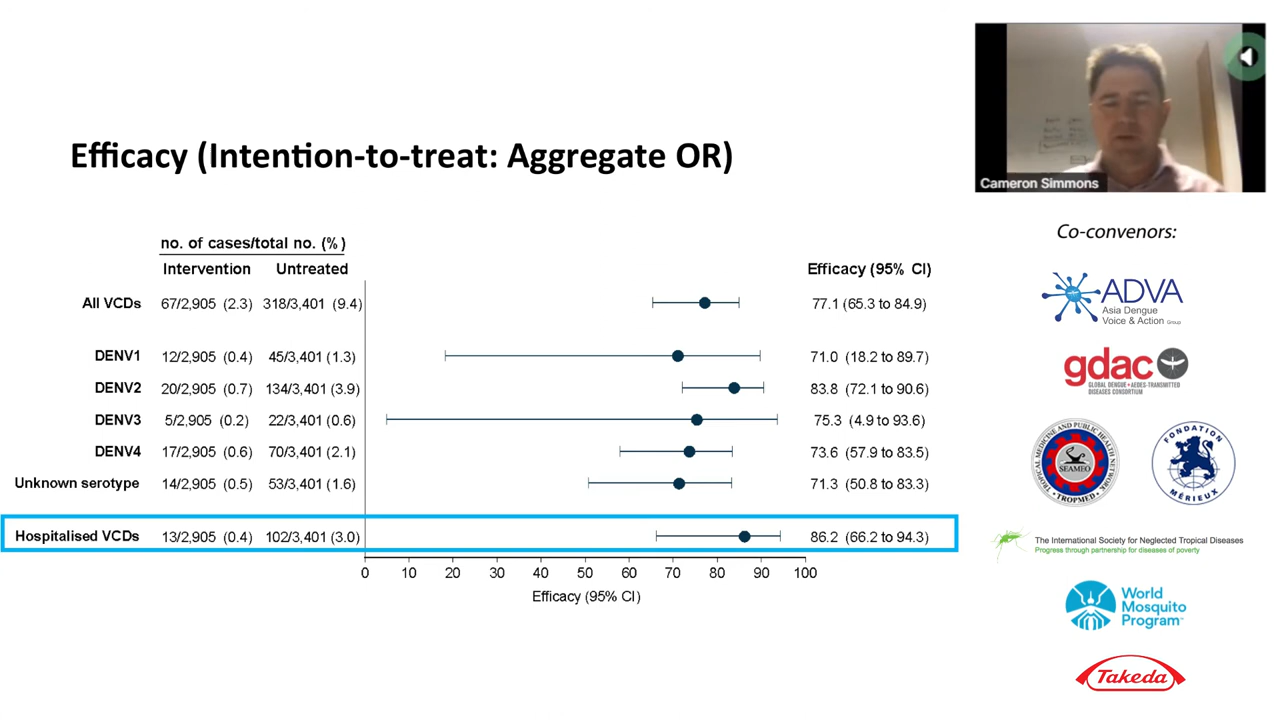 Efficacy (Intention-to-treat: Aggregate OR)
no. of cases/total no. (%)
Intervention Untreated Efficacy (95% CI)
All VCDs 67/2,905 (2.3) 318/3,401 (9.4) 77.1 (65.3 to 84.9)
DENV1 12/2,905 (0.4) 45/3,401 (1.3) 71.0 (18.2 to 89.7)
DENV2 20/2,905 (0.7) 134/3,401 (3.9) 83.8 (72.1 to 90.6)
DENV3 5/2,905 (0.2) 22/3,401 (0.6) 75.3 (4.9 to 93.6)
DENV4 17/2,905 (0.6) 70/3,401 (2.1) 73.6 (57.9 to 83.5)
Unknown serotype 14/2,905 (0.5) 53/3,401 (1.6) 71.3 (50.8 to 83.3)
Hospitalised VCDs 13/2,905 (0.4) 102/3,401 (3.0) 86.2 (66.2 to 94.3)
0 10 20 30 40 50 60 70 80 90 100
Efficacy (95% CI)
Cameron Simmons
Co-convenors:
ADVA
Asia Dengue
Voice & Action Group
gdac
GLOBAL DENGUE & AEDES-TRANSMITTED
DISEASES CONSORTIUM
TROPICAL MEDICINE AND PUBLIC HEALTH NETWORK
SEAMEO
TROPMED
FONDATION
MÉRIEUX
The International Society for Neglected Tropical Diseases
Progress through partnership for diseases of poverty
World
Mosquito
Program™
Takeda